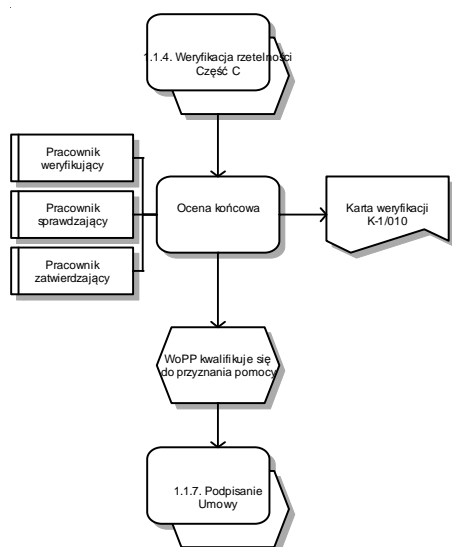 1.1.4. Weryfikacja rzetelności
Część C
Pracownik
weryfikujący
Pracownik
sprawdzający
Pracownik
zatwierdzający
Ocena końcowa
Karta weryfikacji
K-1/010
WoPP kwalifikuje się
do przyznania pomocy
1.1.7. Podpisanie
Umowy